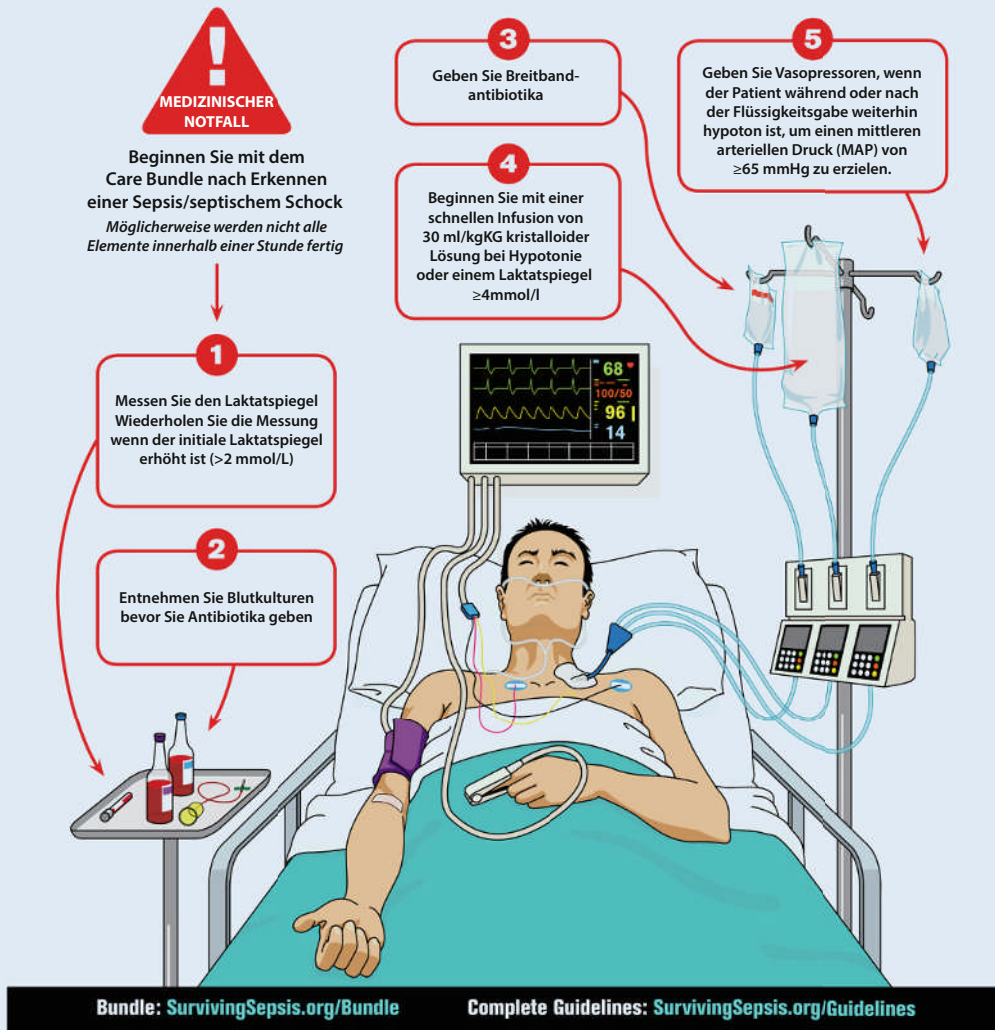 !
MEDIZINISCHER
NOTFALL
Beginnen Sie mit dem
Care Bundle nach Erkennen
einer Sepsis/septischem Schock
Möglicherweise werden nicht alle
Elemente innerhalb einer Stunde fertig
1
Messen Sie den Laktatspiegel
Wiederholen Sie die Messung
wenn der initiale Laktatspiegel
erhöht ist (>2 mmol/L)
2
Entnehmen Sie Blutkulturen
bevor Sie Antibiotika geben
3
Geben Sie Breitband-
antibiotika
4
Beginnen Sie mit einer
schnellen Infusion von
30 ml/kgKG kristalloider
Lösung bei Hypotonie
oder einem Laktatspiegel
≥4mmol/l
5
Geben Sie Vasopressoren, wenn
der Patient während oder nach
der Flüssigkeitsgabe weiterhin
hypoton ist, um einen mittleren
arteriellen Druck (MAP) von
≥65 mmHg zu erzielen.
68
100/50
96
14
Bundle: SurvivingSepsis.org/Bundle Complete Guidelines: SurvivingSepsis.org/Guidelines